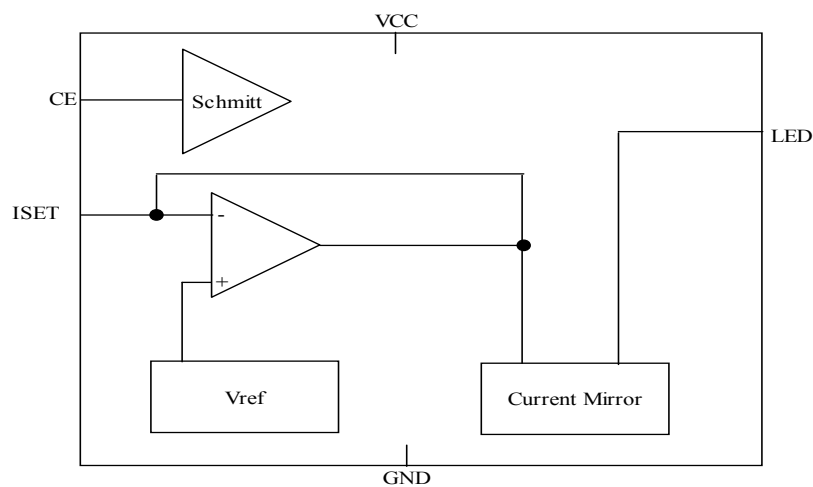 VCC
CE
Schmitt
LED
ISET
-
+
Vref
Current Mirror
GND